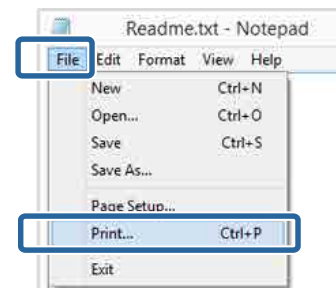 Readme.txt - Notepad
File Edit Format View Help
New Ctrl+N
Open... Ctrl+O
Save Ctrl+S
Save As...
Page Setup...
Print... Ctrl+P
Exit